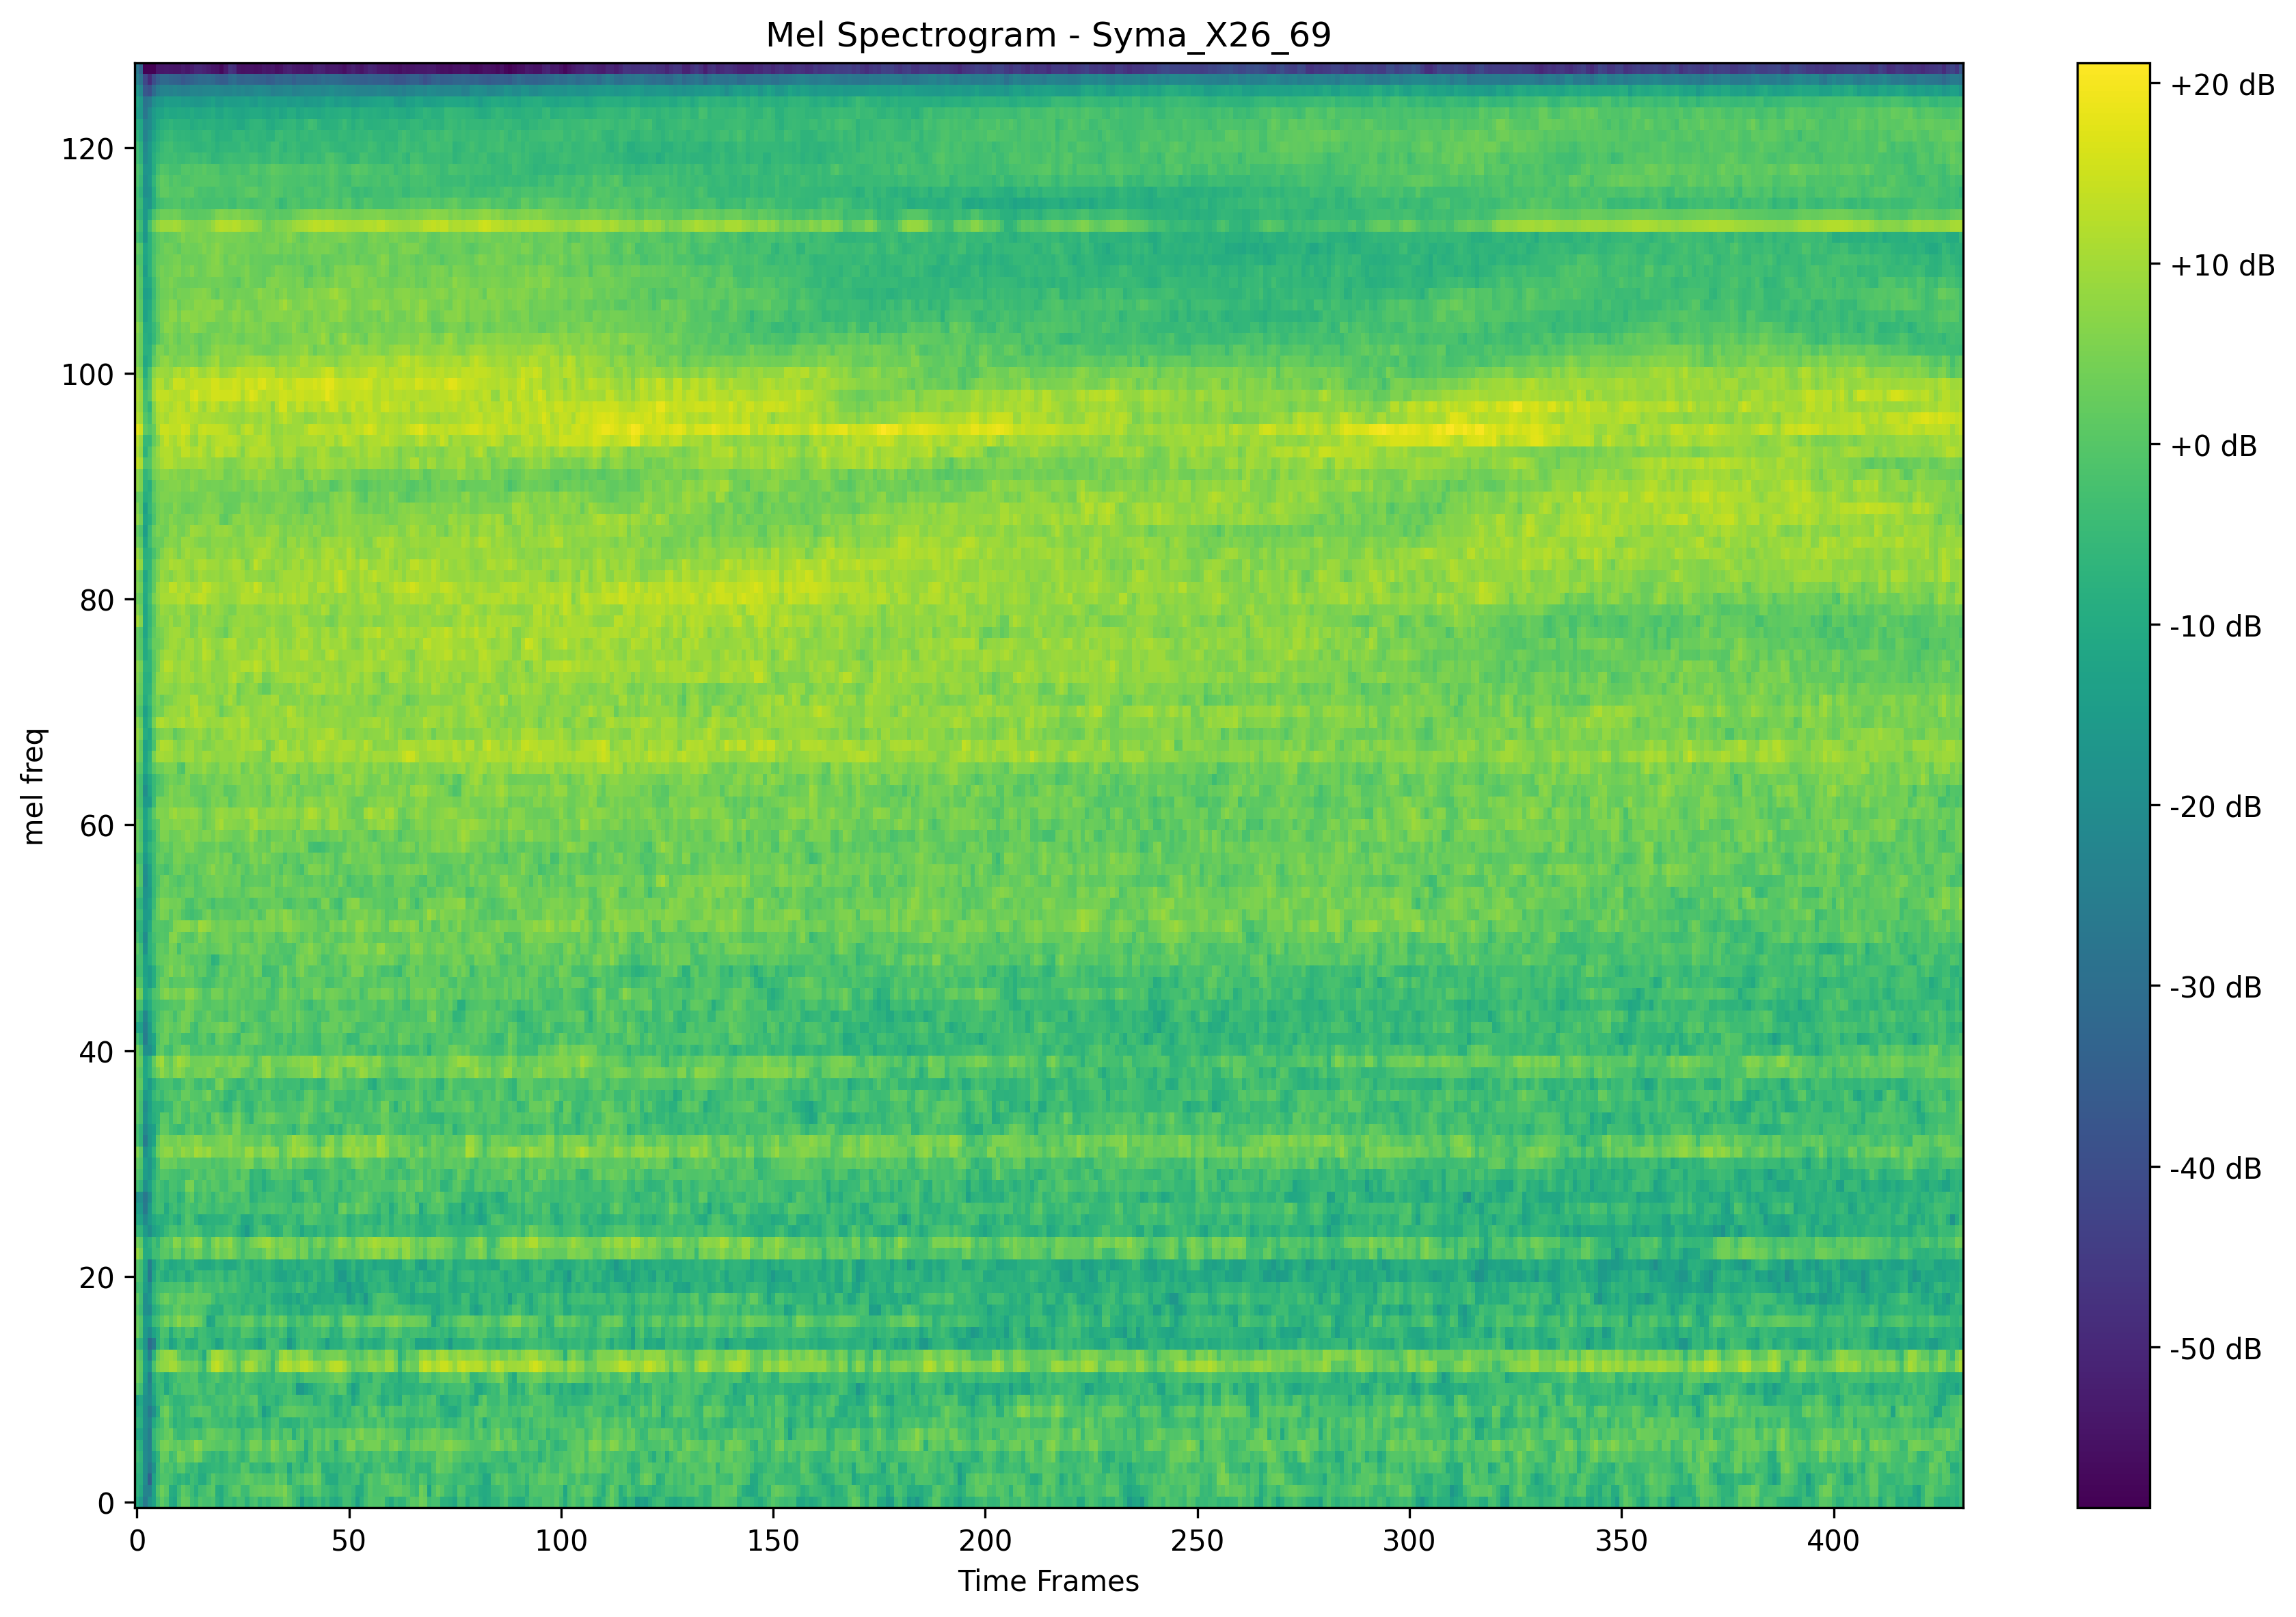 Mel Spectrogram - Syma_X26_69
mel freq
120
100
80
60
40
20
0
0 50 100 150 200 250 300 350 400
Time Frames
+20 dB
+10 dB
+0 dB
-10 dB
-20 dB
-30 dB
-40 dB
-50 dB